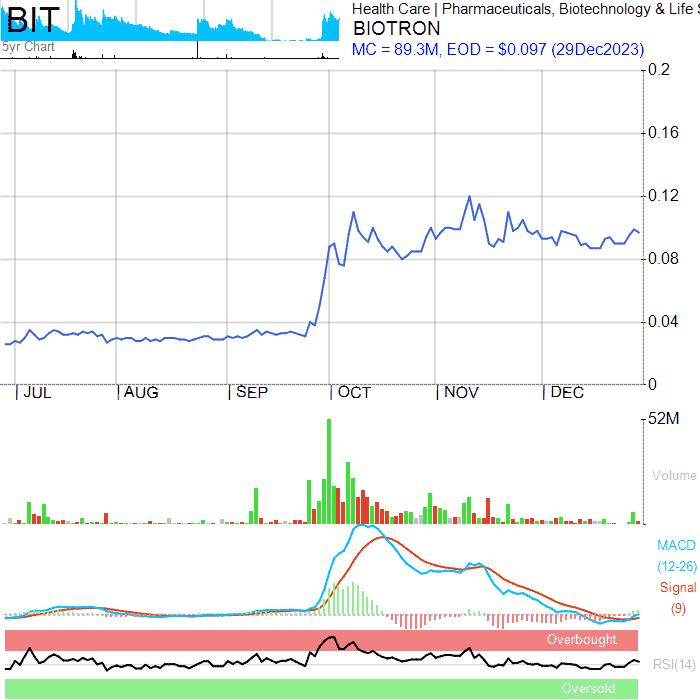 BIT
5yr Chart
Health Care | Pharmaceuticals, Biotechnology & Life S
BIOTRON
MC = 89.3M, EOD = $0.097 (29Dec2023)
0.2
0.16
0.12
0.08
0.04
0
JUL AUG SEP OCT NOV DEC
52M
Volume
MACD
(12-26)
Signal
(9)
Overbought
RSI(14)
Oversold